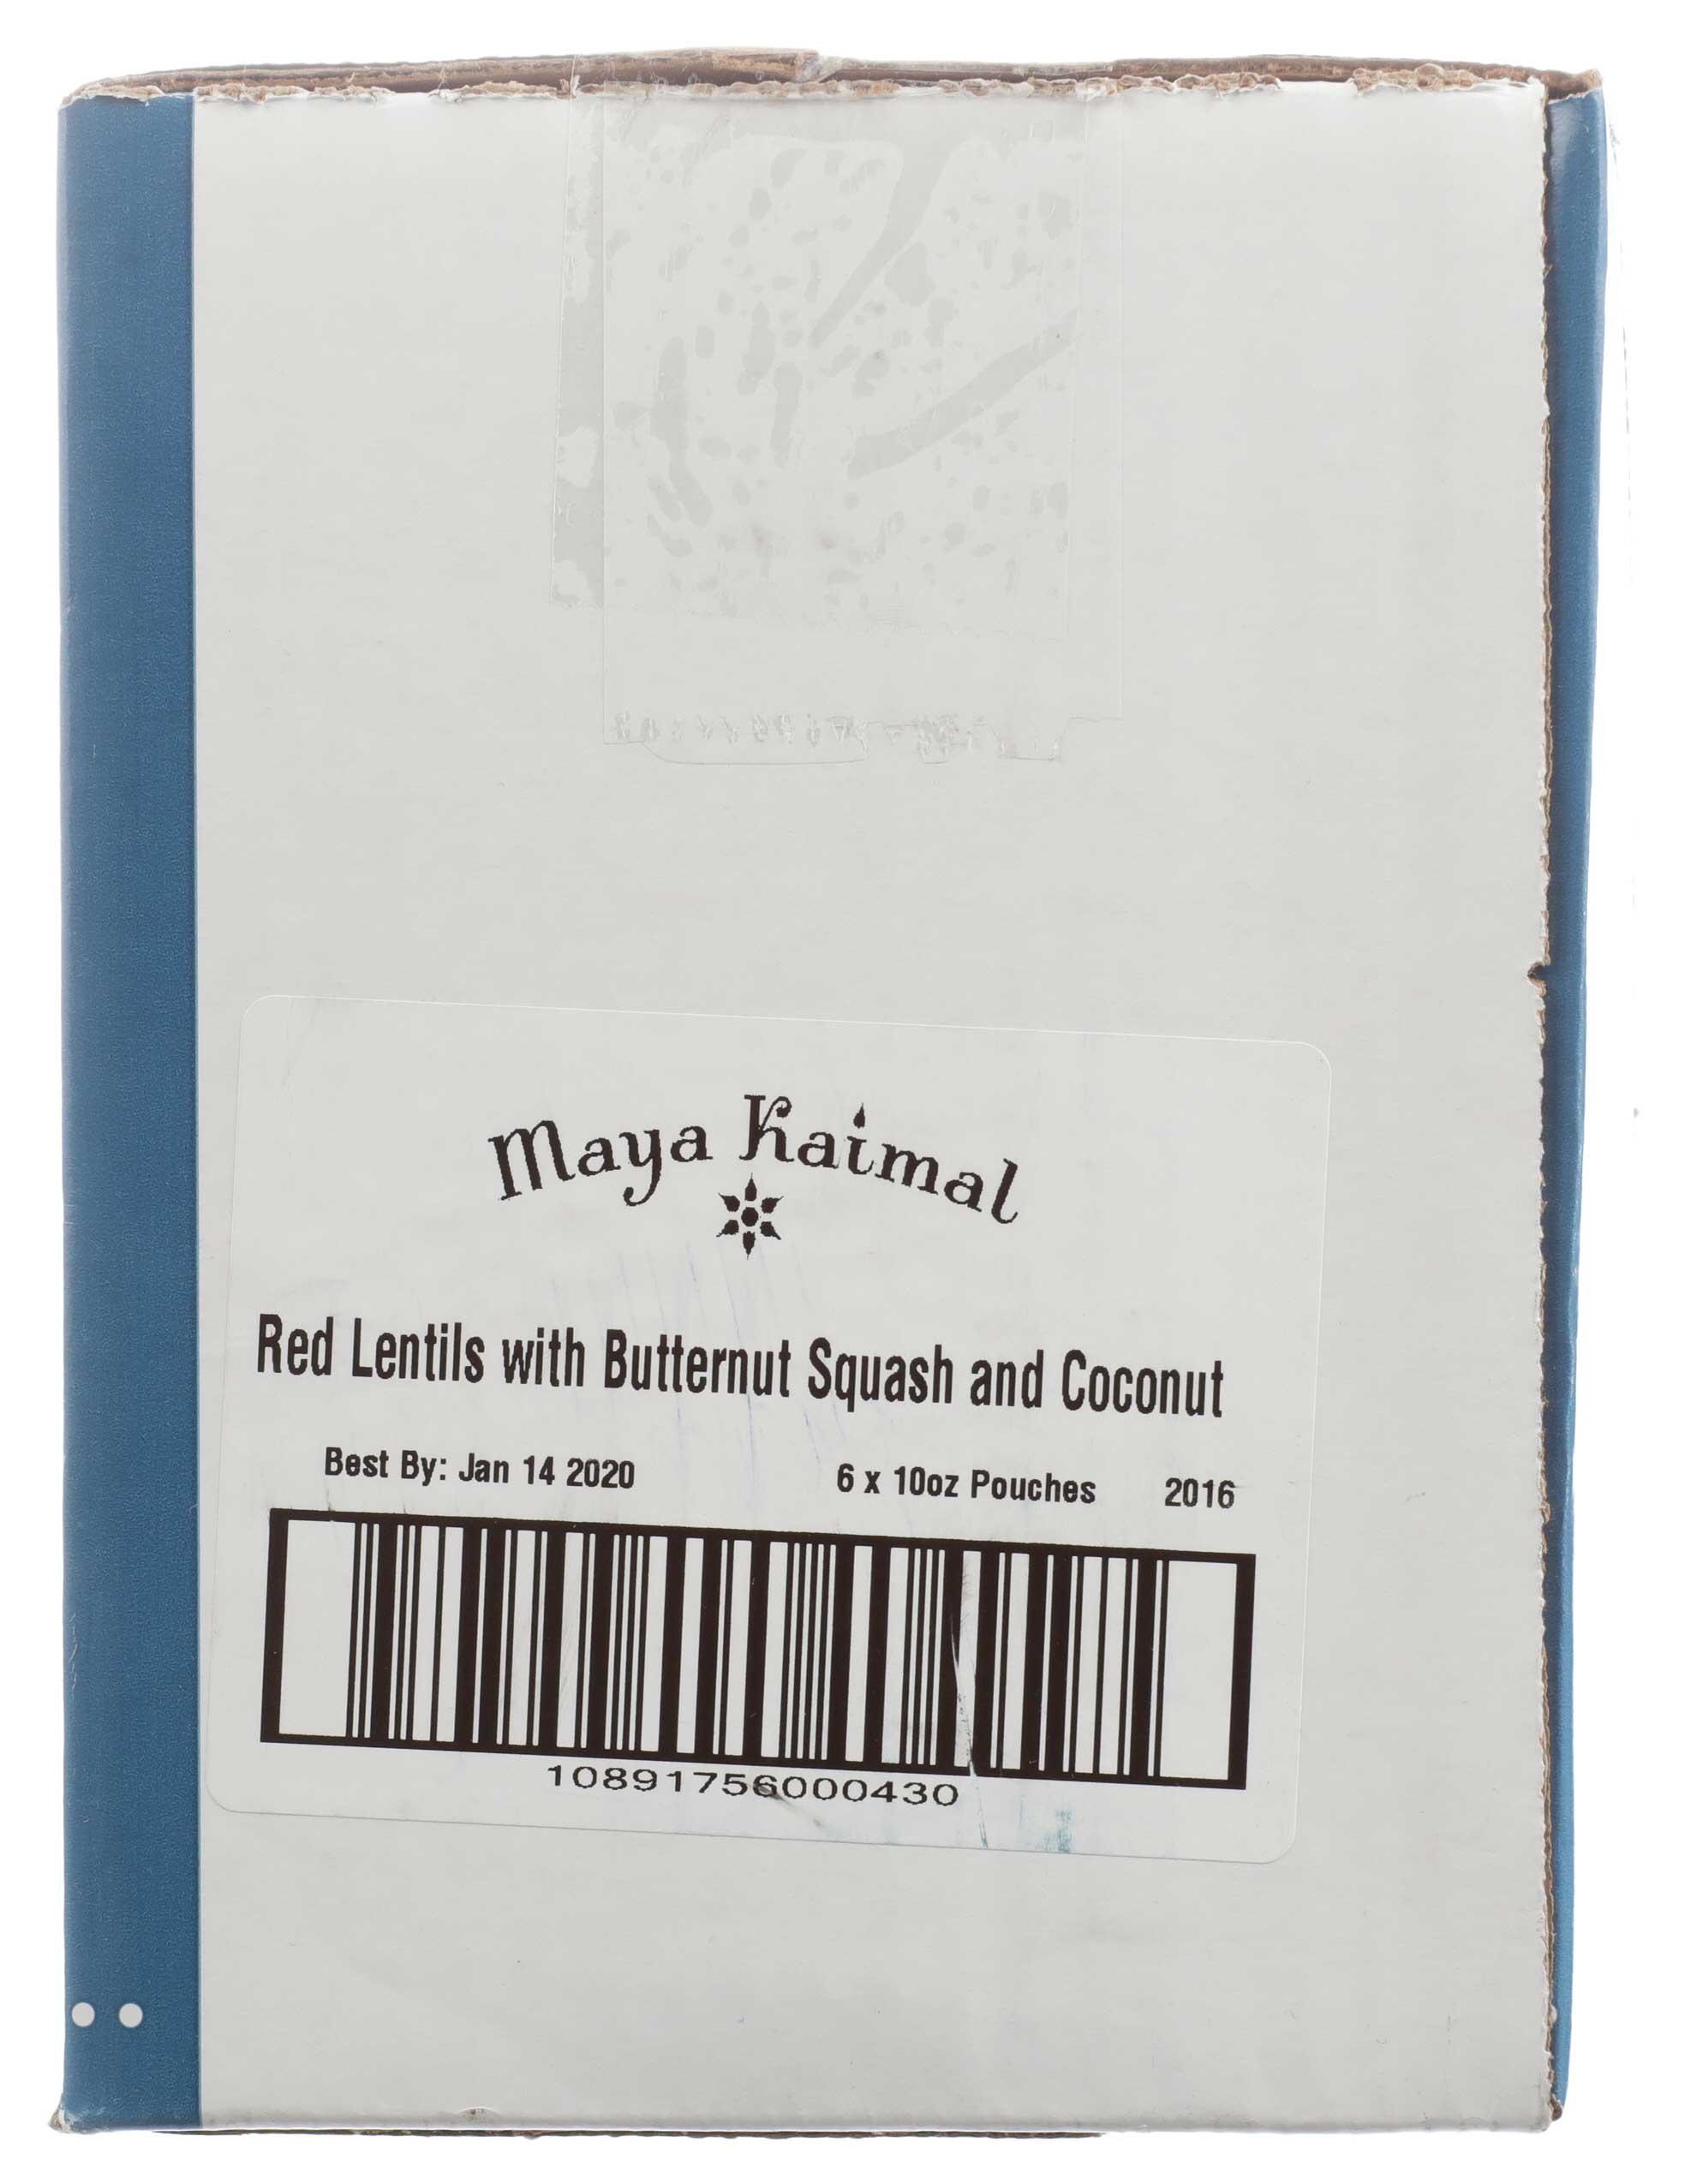 Maya Kaimal
Red Lentils with Butternut Squash and Coconut
Best By: Jan 14 2020 6 x 10oz Pouches 2016
10891756000430